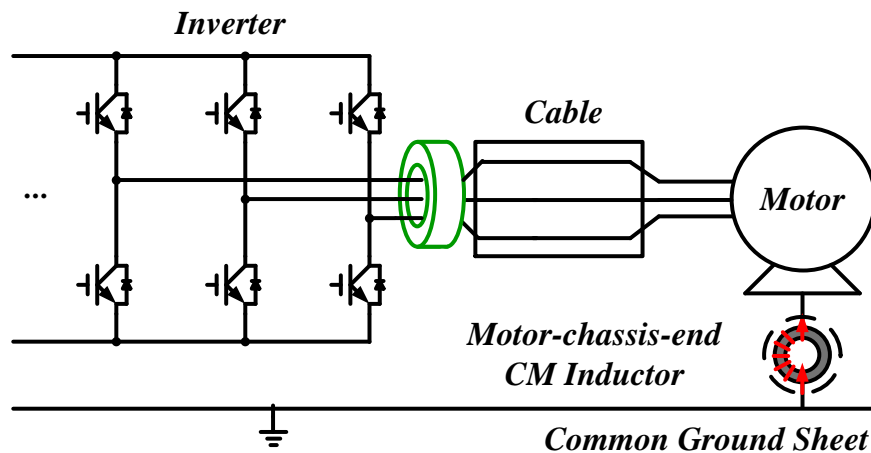 Inverter
Cable
...
Motor
Motor-chassis-end
CM Inductor
Common Ground Sheet